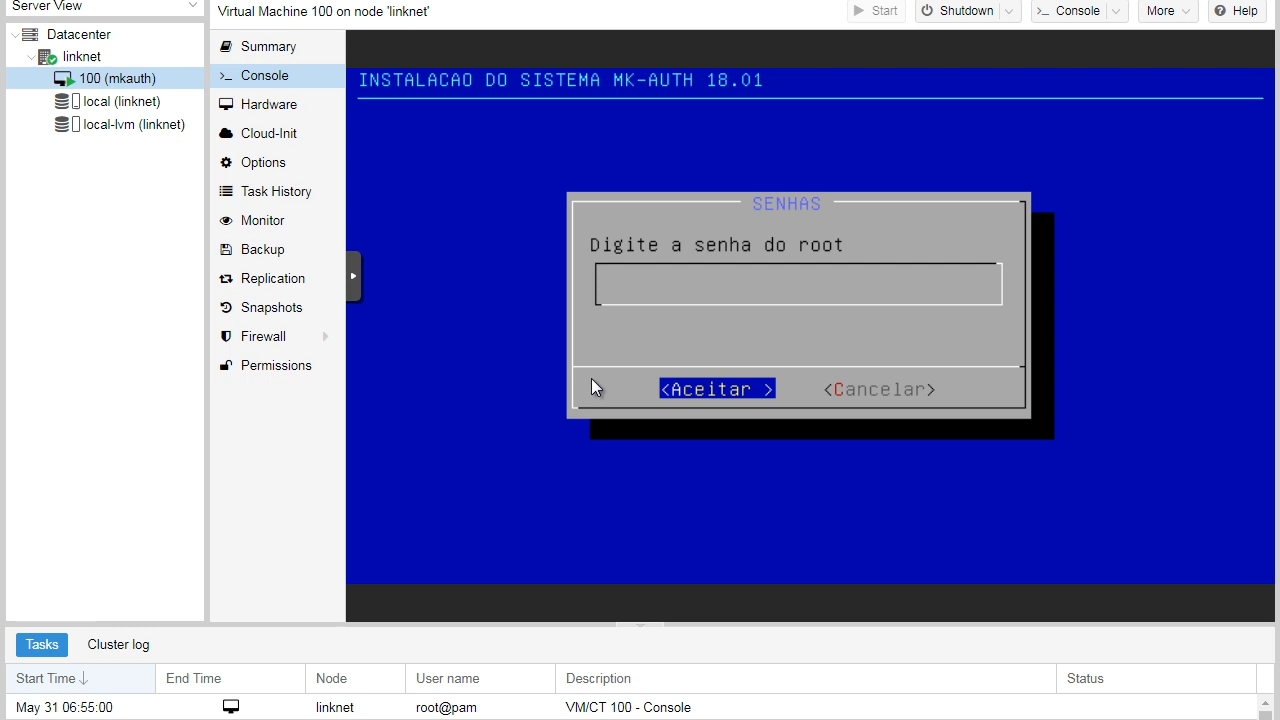 Server View
Virtual Machine 100 on node 'linknet'
Start
Shutdown
Console
More
Help
Datacenter
linknet
100 (mkauth)
local (linknet)
local-lvm (linknet)
Summary
Console
Hardware
Cloud-Init
Options
Task History
Monitor
Backup
Replication
Snapshots
Firewall
Permissions
INSTALACAO DO SISTEMA MK-AUTH 18.01
SENHAS
Digite a senha do root
<Aceitar > <Cancelar>
Tasks Cluster log
Start Time End Time Node User name Description Status
May 31 06:55:00 linknet root@pam VM/CT 100 - Console